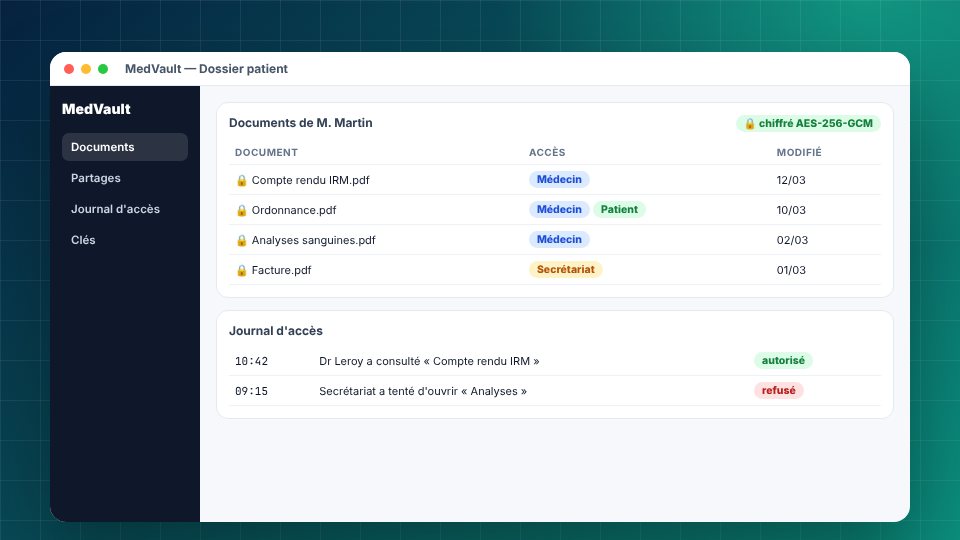 MedVault — Dossier patient
MedVault
Documents
Partages
Journal d'accès
Clés
Documents de M. Martin
🔒 chiffré AES-256-GCM
DOCUMENT ACCÈS MODIFIÉ
🔒 Compte rendu IRM.pdf Médecin 12/03
🔒 Ordonnance.pdf Médecin Patient 10/03
🔒 Analyses sanguines.pdf Médecin 02/03
🔒 Facture.pdf Secrétariat 01/03
Journal d'accès
10:42 Dr Leroy a consulté « Compte rendu IRM » autorisé
09:15 Secrétariat a tenté d'ouvrir « Analyses » refusé